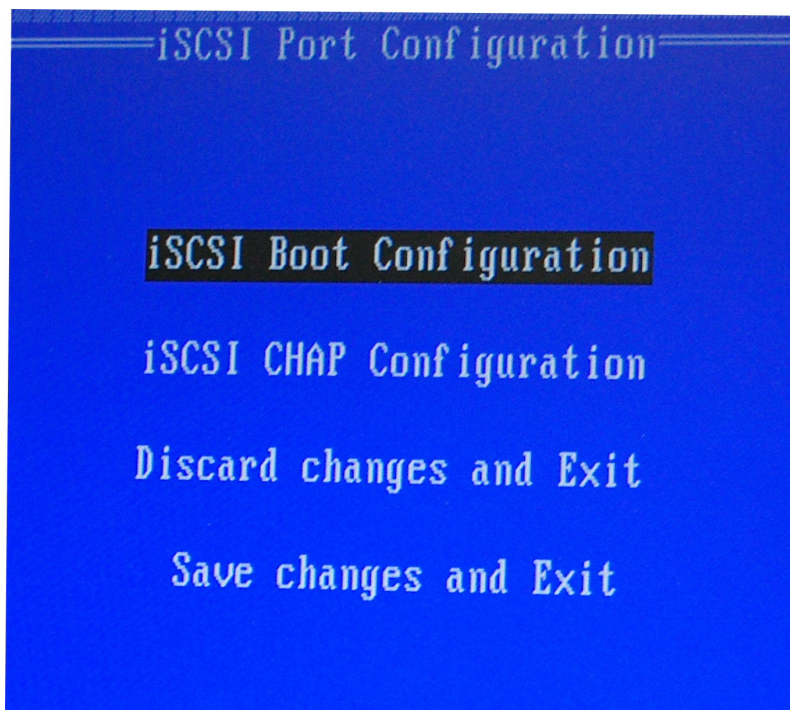 iSCSI Port Configuration
iSCSI Boot Configuration
iSCSI CHAP Configuration
Discard changes and Exit
Save changes and Exit